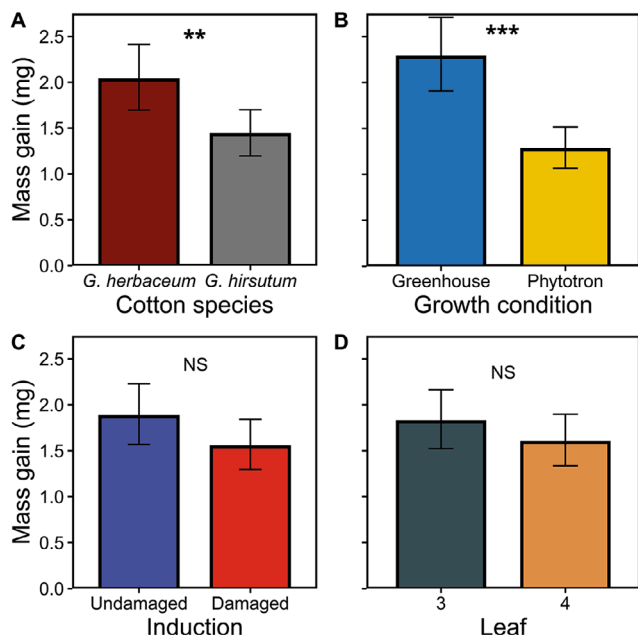 A
B
**
***
2.5
2.0
1.5
1.0
0.5
0.0
Mass gain (mg)
G. herbaceum G. hirsutum
Greenhouse Phytotron
Cotton species
Growth condition
C
D
NS
NS
2.5
2.0
1.5
1.0
0.5
0.0
Mass gain (mg)
Undamaged Damaged
3 4
Induction
Leaf